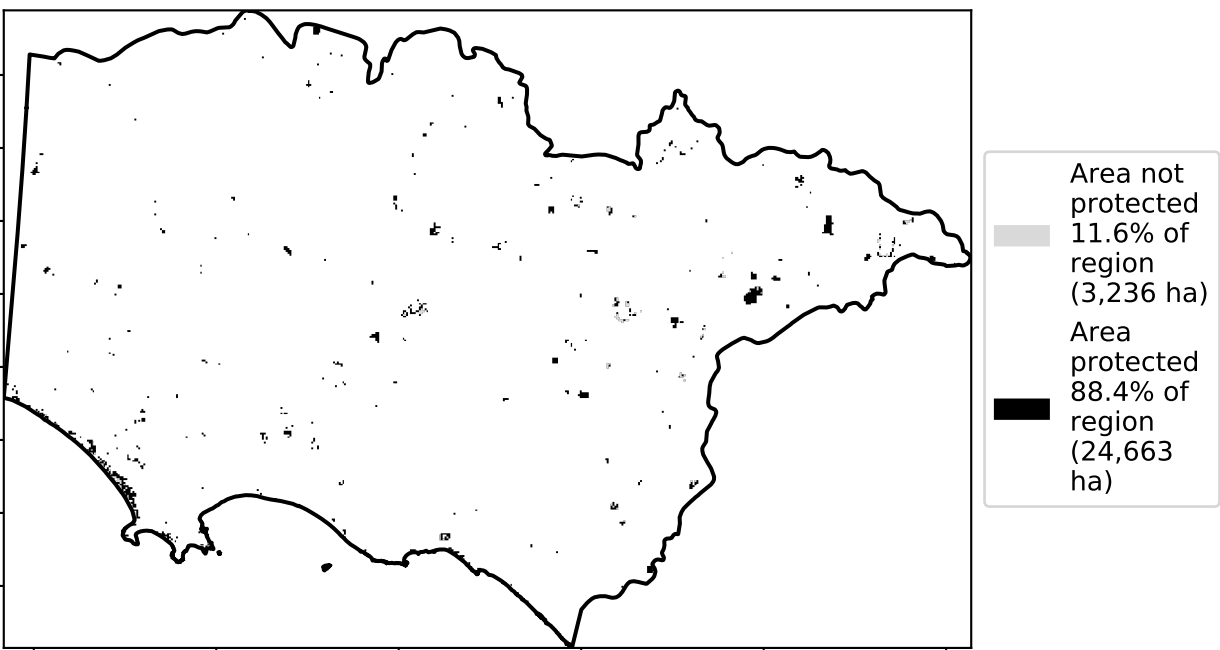 Area not
protected
11.6% of
region
(3,236 ha)
Area
protected
88.4% of
region
(24,663
ha)